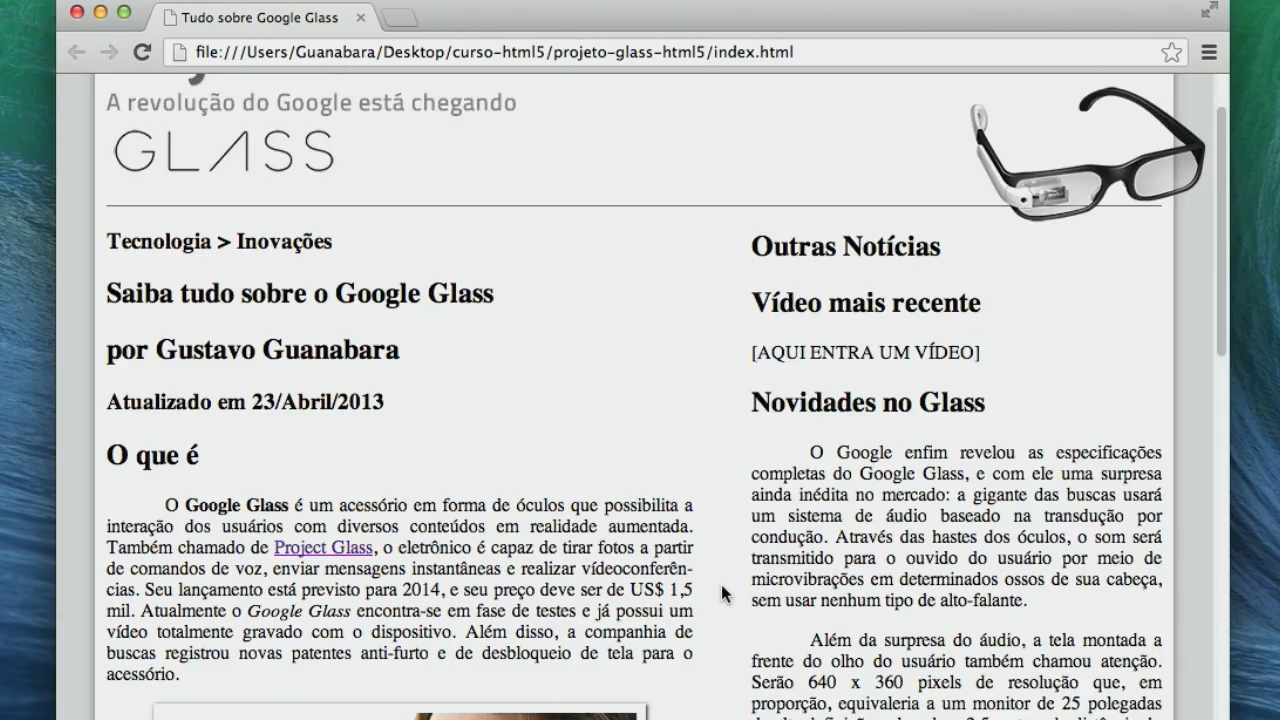 Tudo sobre Google Glass
file:///Users/Guanabara/Desktop/curso-html5/projeto-glass-html5/index.html
A revolução do Google está chegando
GLASS
Tecnologia > Inovações
Saiba tudo sobre o Google Glass
por Gustavo Guanabara
Atualizado em 23/Abril/2013
O que é
O Google Glass é um acessório em forma de óculos que possibilita a
interação dos usuários com diversos conteúdos em realidade aumentada.
Também chamado de Project Glass, o eletrônico é capaz de tirar fotos a partir
de comandos de voz, enviar mensagens instantâneas e realizar vídeoconferên-
cias. Seu lançamento está previsto para 2014, e seu preço deve ser de US$ 1,5
mil. Atualmente o Google Glass encontra-se em fase de testes e já possui um
vídeo totalmente gravado com o dispositivo. Além disso, a companhia de
buscas registrou novas patentes anti-furto e de desbloqueio de tela para o
acessório.
Outras Notícias
Vídeo mais recente
[AQUI ENTRA UM VÍDEO]
Novidades no Glass
O Google enfim revelou as especificações
completas do Google Glass, e com ele uma surpresa
ainda inédita no mercado: a gigante das buscas usará
um sistema de áudio baseado na transdução por
condução. Através das hastes dos óculos, o som será
transmitido para o ouvido do usuário por meio de
microvibrações em determinados ossos de sua cabeça,
sem usar nenhum tipo de alto-falante.
Além da surpresa do áudio, a tela montada a
frente do olho do usuário também chamou atenção.
Serão 640 x 360 pixels de resolução que, em
proporção, equivaleria a um monitor de 25 polegadas